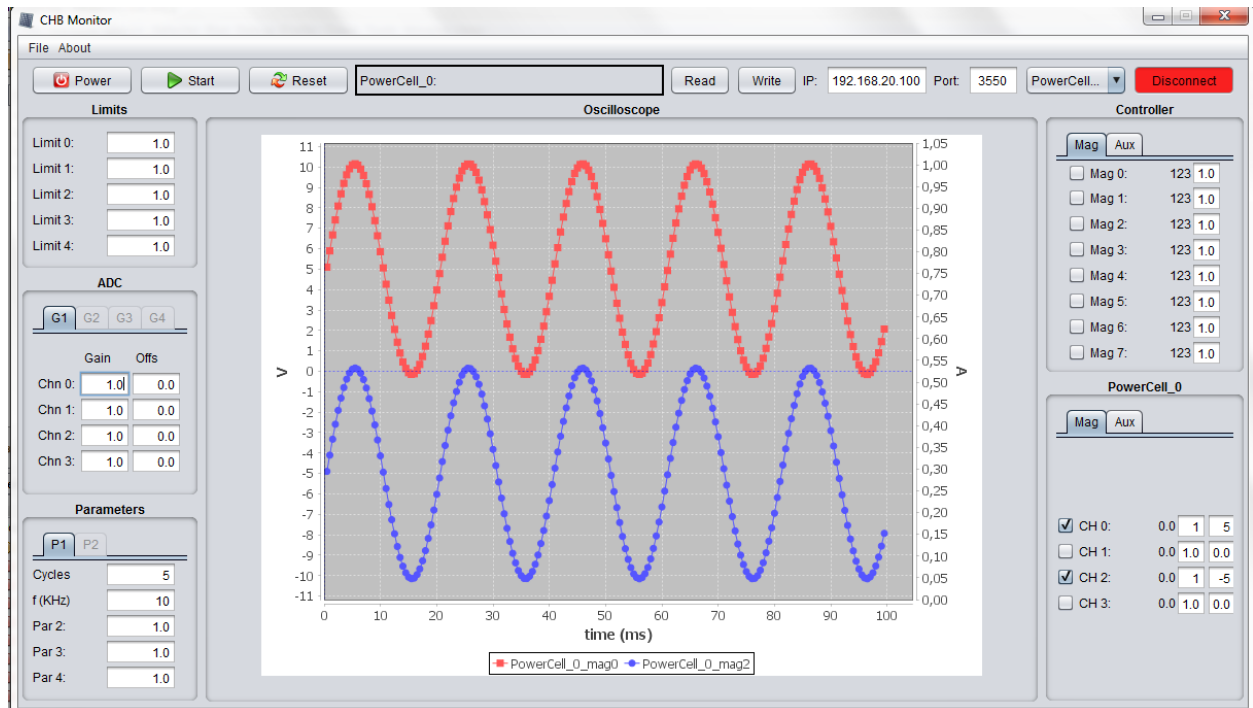 CHB Monitor
File About
Power Start Reset PowerCell_0: Read Write IP: 192.168.20.100 Port: 3550 PowerCell... Disconnect
Limits
Limit 0: 1.0
Limit 1: 1.0
Limit 2: 1.0
Limit 3: 1.0
Limit 4: 1.0
ADC
G1 G2 G3 G4
Gain Offs
Chn 0: 1.0 0.0
Chn 1: 1.0 0.0
Chn 2: 1.0 0.0
Chn 3: 1.0 0.0
Parameters
P1 P2
Cycles 5
f (KHz) 10
Par 2: 1.0
Par 3: 1.0
Par 4: 1.0
Oscilloscope
V
11
10
9
8
7
6
5
4
3
2
1
0
-1
-2
-3
-4
-5
-6
-7
-8
-9
-10
-11
0 10 20 30 40 50 60 70 80 90 100
time (ms)
1,05
1,00
0,95
0,90
0,85
0,80
0,75
0,70
0,65
0,60
0,55
0,50
0,45
0,40
0,35
0,30
0,25
0,20
0,15
0,10
0,05
0,00
A
PowerCell_0_mag0 PowerCell_0_mag2
Controller
Mag Aux
Mag 0: 123 1.0
Mag 1: 123 1.0
Mag 2: 123 1.0
Mag 3: 123 1.0
Mag 4: 123 1.0
Mag 5: 123 1.0
Mag 6: 123 1.0
Mag 7: 123 1.0
PowerCell_0
Mag Aux
CH 0: 0.0 1 5
CH 1: 0.0 1.0 0.0
CH 2: 0.0 1 -5
CH 3: 0.0 1.0 0.0